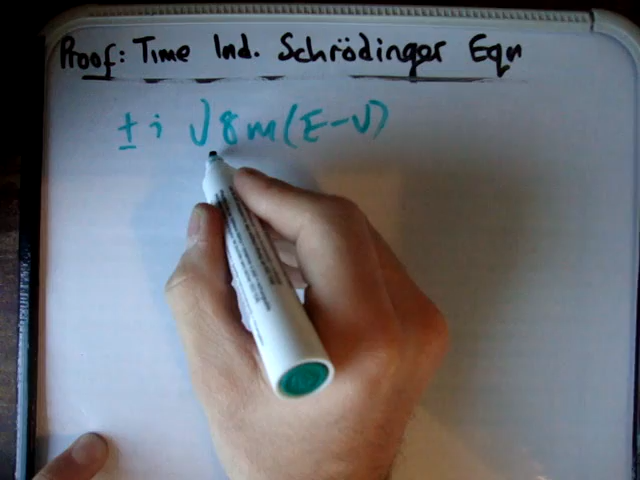 Proof: Time Ind. Schrödinger Eqn
± i √8m(E-V)